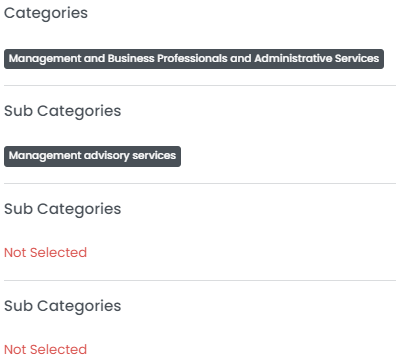 Categories
Management and Business Professionals and Administrative Services
Sub Categories
Management advisory services
Sub Categories
Not Selected
Sub Categories
Not Selected